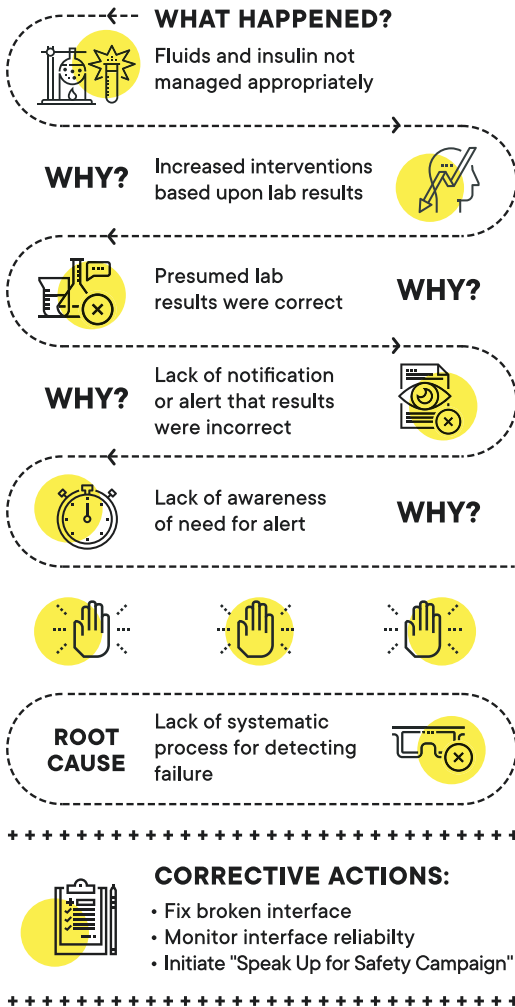 WHAT HAPPENED?
Fluids and insulin not
managed appropriately
WHY?
Increased interventions
based upon lab results
Presumed lab
results were correct
WHY?
WHY?
Lack of notification
or alert that results
were incorrect
Lack of awareness
of need for alert
WHY?
ROOT
CAUSE
Lack of systematic
process for detecting
failure
CORRECTIVE ACTIONS:
• Fix broken interface
• Monitor interface reliabilty
• Initiate "Speak Up for Safety Campaign"